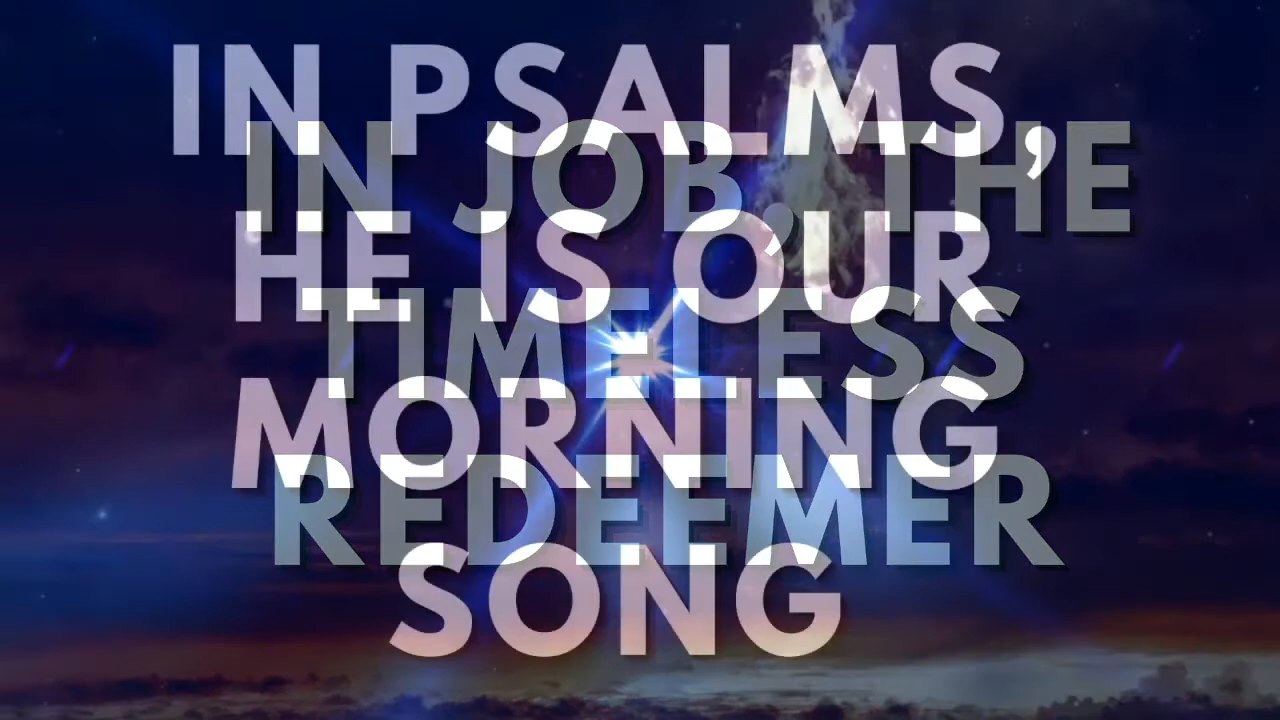 IN PSALMS,
HE IS OUR
MORNING
SONG
IN JOB, THE
TIMELESS
REDEEMER